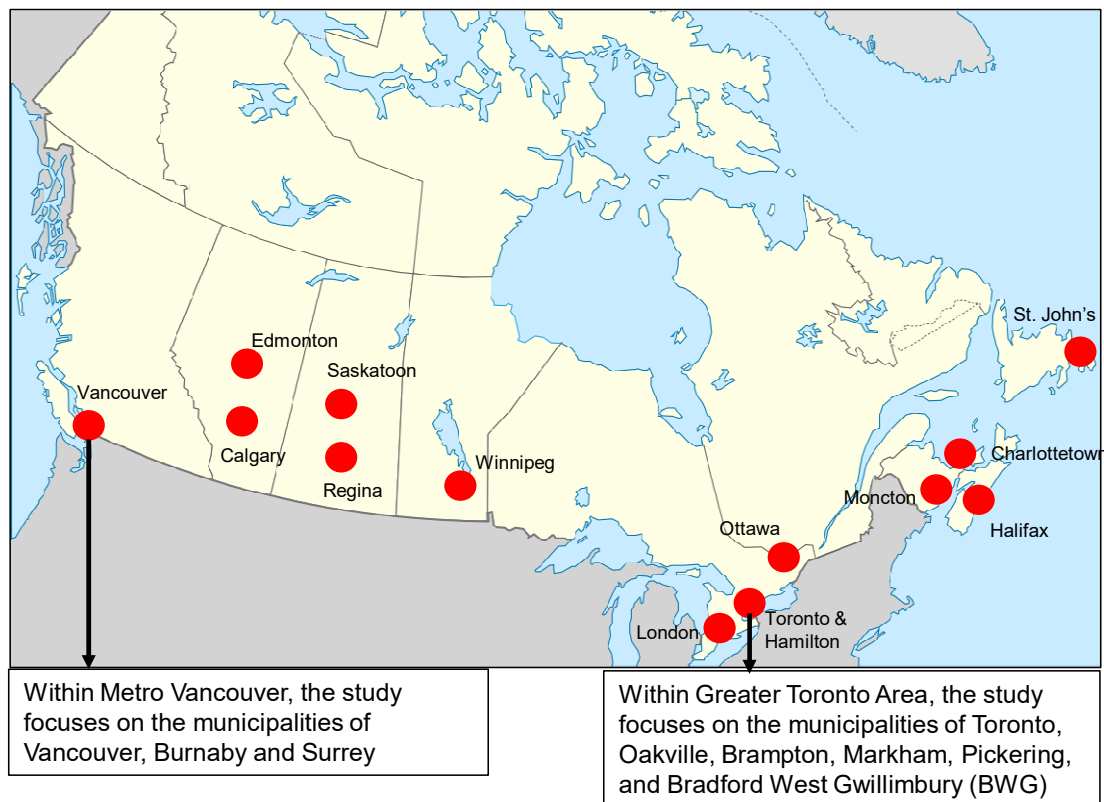 St. John’s
Edmonton
Saskatoon
Vancouver
Calgary
Winnipeg
Charlottetown
Regina
Moncton
Halifax
Ottawa
London
Toronto &
Hamilton
Within Metro Vancouver, the study
focuses on the municipalities of
Vancouver, Burnaby and Surrey
Within Greater Toronto Area, the study
focuses on the municipalities of Toronto,
Oakville, Brampton, Markham, Pickering,
and Bradford West Gwillimbury (BWG)